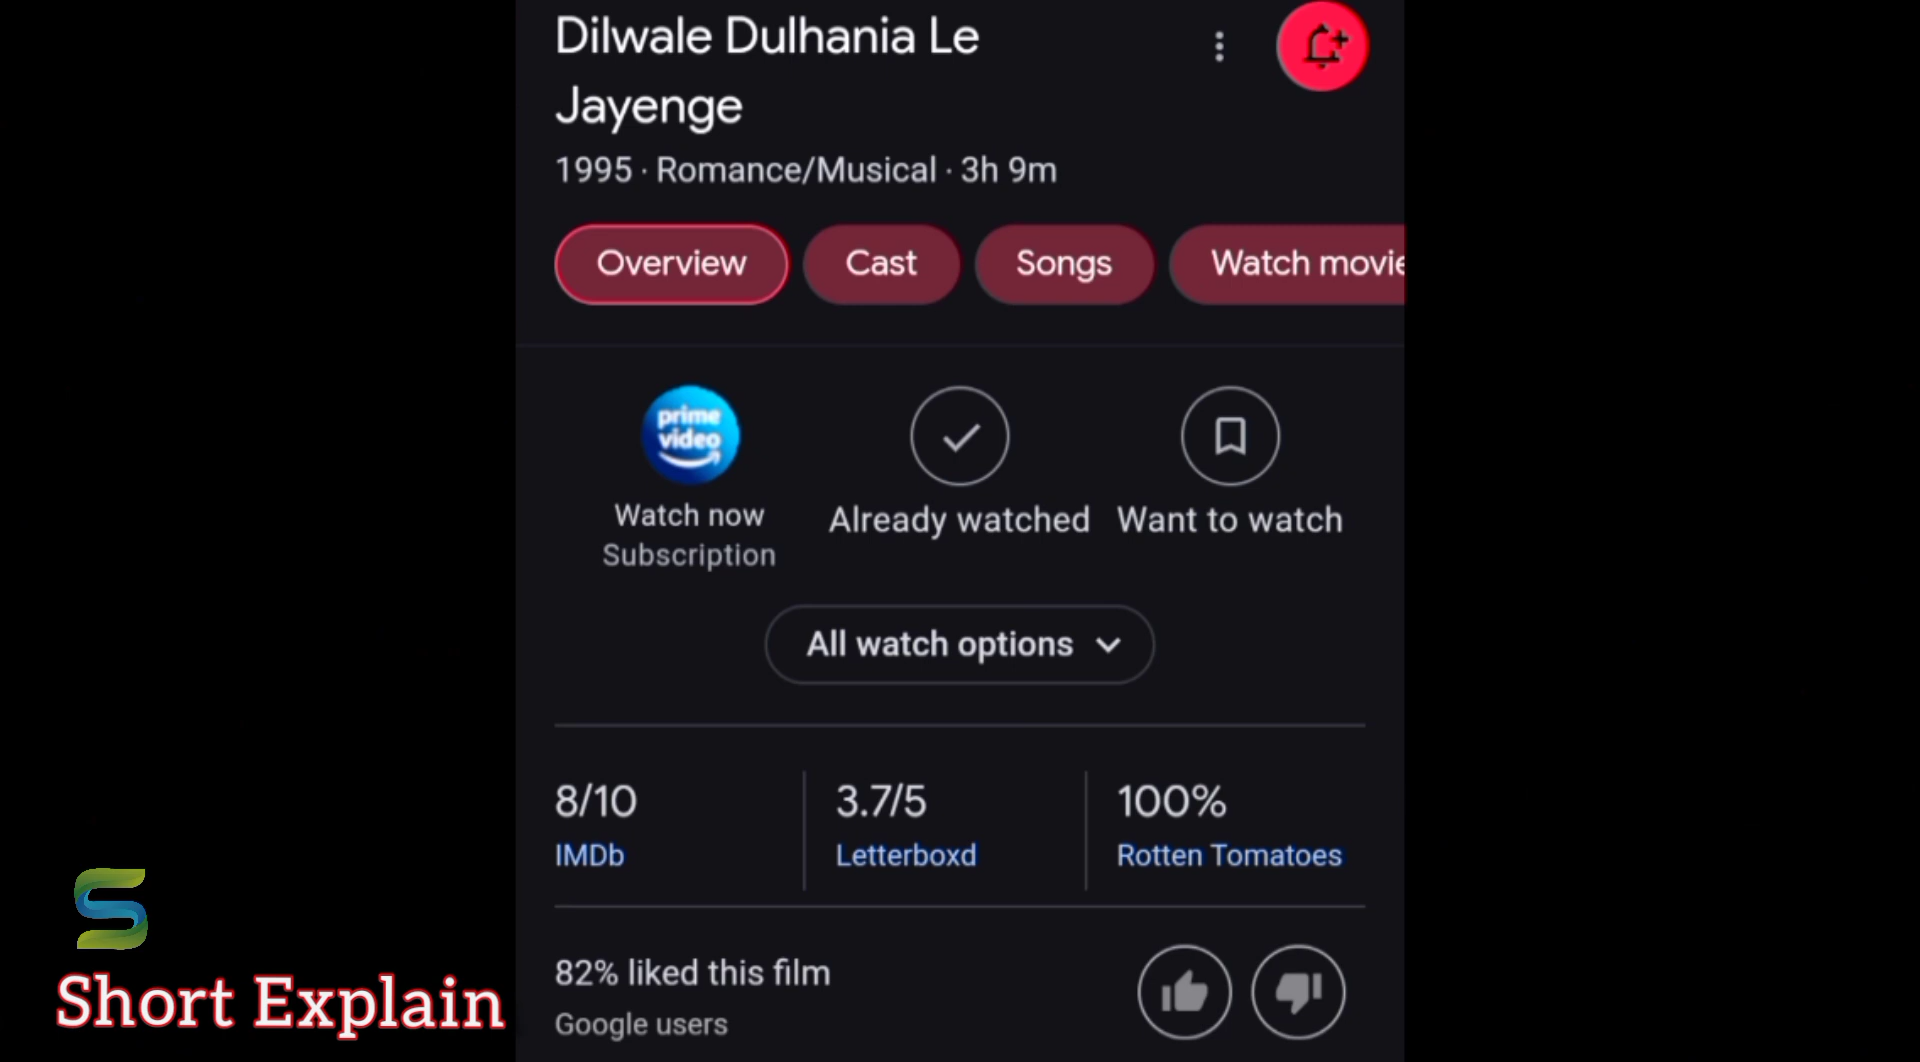 Dilwale Dulhania Le
Jayenge
1995 · Romance/Musical · 3h 9m
Overview
Cast
Songs
Watch movie
prime
video
Watch now
Subscription
Already watched
Want to watch
All watch options
8/10
IMDb
3.7/5
Letterboxd
100%
Rotten Tomatoes
82% liked this film
Google users
Short Explain